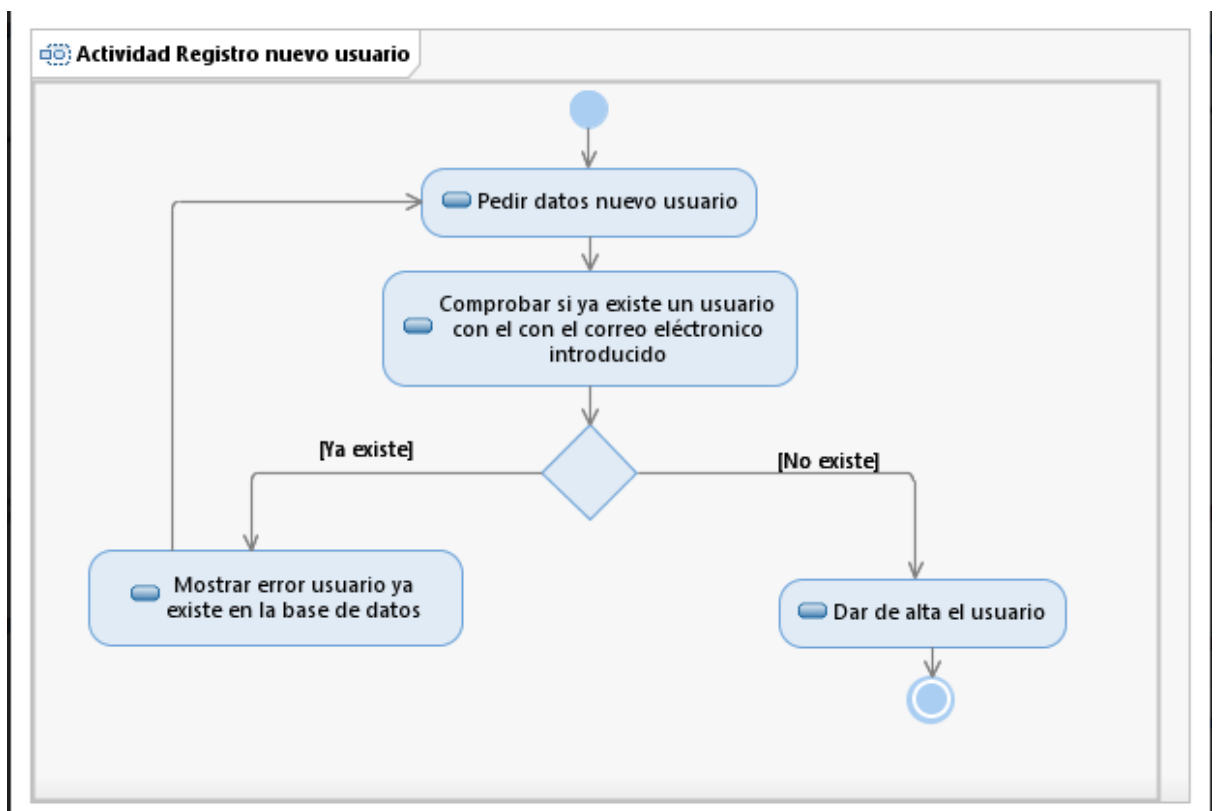 Actividad Registro nuevo usuario
Pedir datos nuevo usuario
Comprobar si ya existe un usuario
con el con el correo eléctronico
introducido
[Ya existe]
[No existe]
Mostrar error usuario ya
existe en la base de datos
Dar de alta el usuario